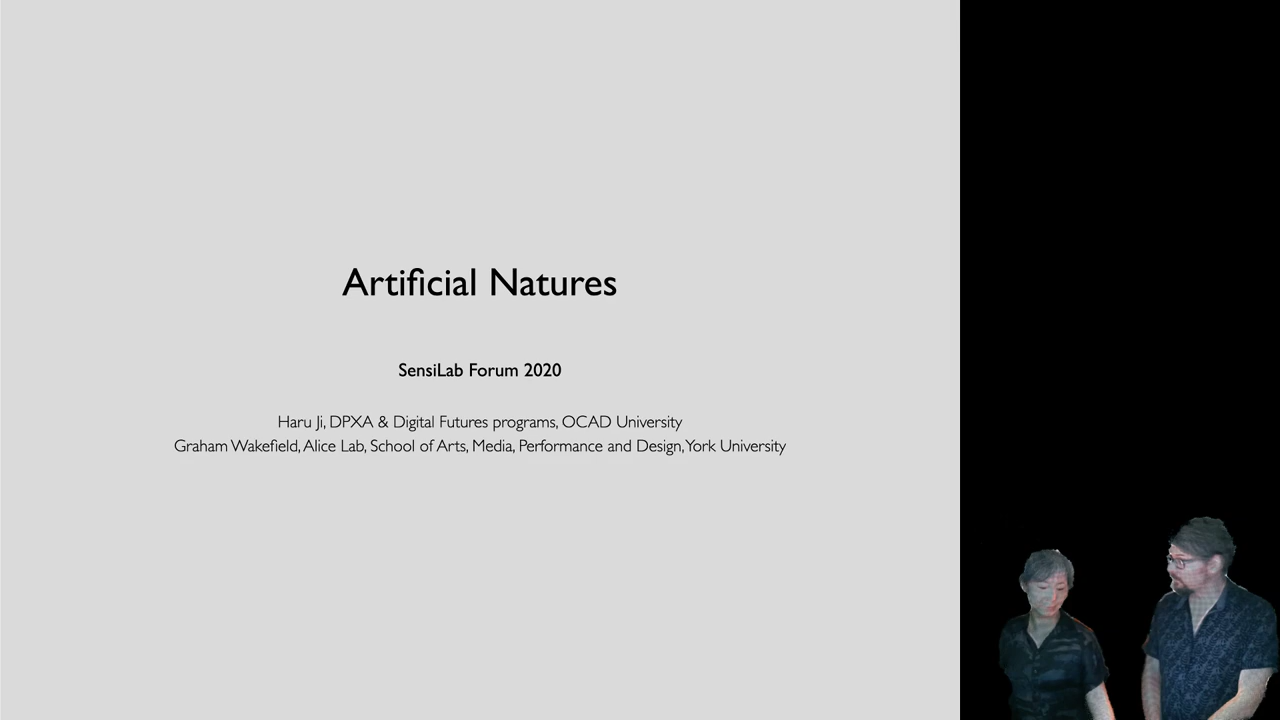 Artificial Natures
SensiLab Forum 2020
Haru Ji, DPXA & Digital Futures programs, OCAD University
Graham Wakefield, Alice Lab, School of Arts, Media, Performance and Design, York University